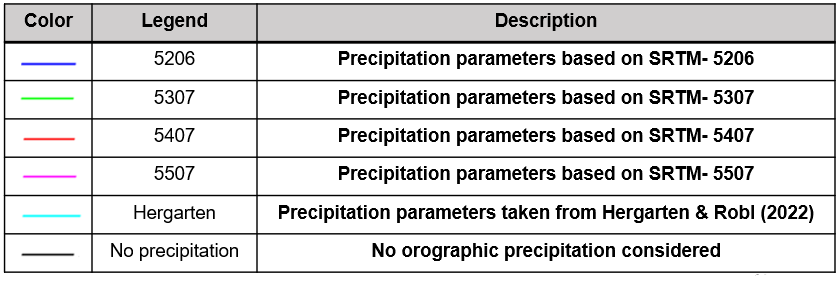 Color Legend Description
5206 Precipitation parameters based on SRTM- 5206
5307 Precipitation parameters based on SRTM- 5307
5407 Precipitation parameters based on SRTM- 5407
5507 Precipitation parameters based on SRTM- 5507
Hergarten Precipitation parameters taken from Hergarten & Robl (2022)
No precipitation No orographic precipitation considered